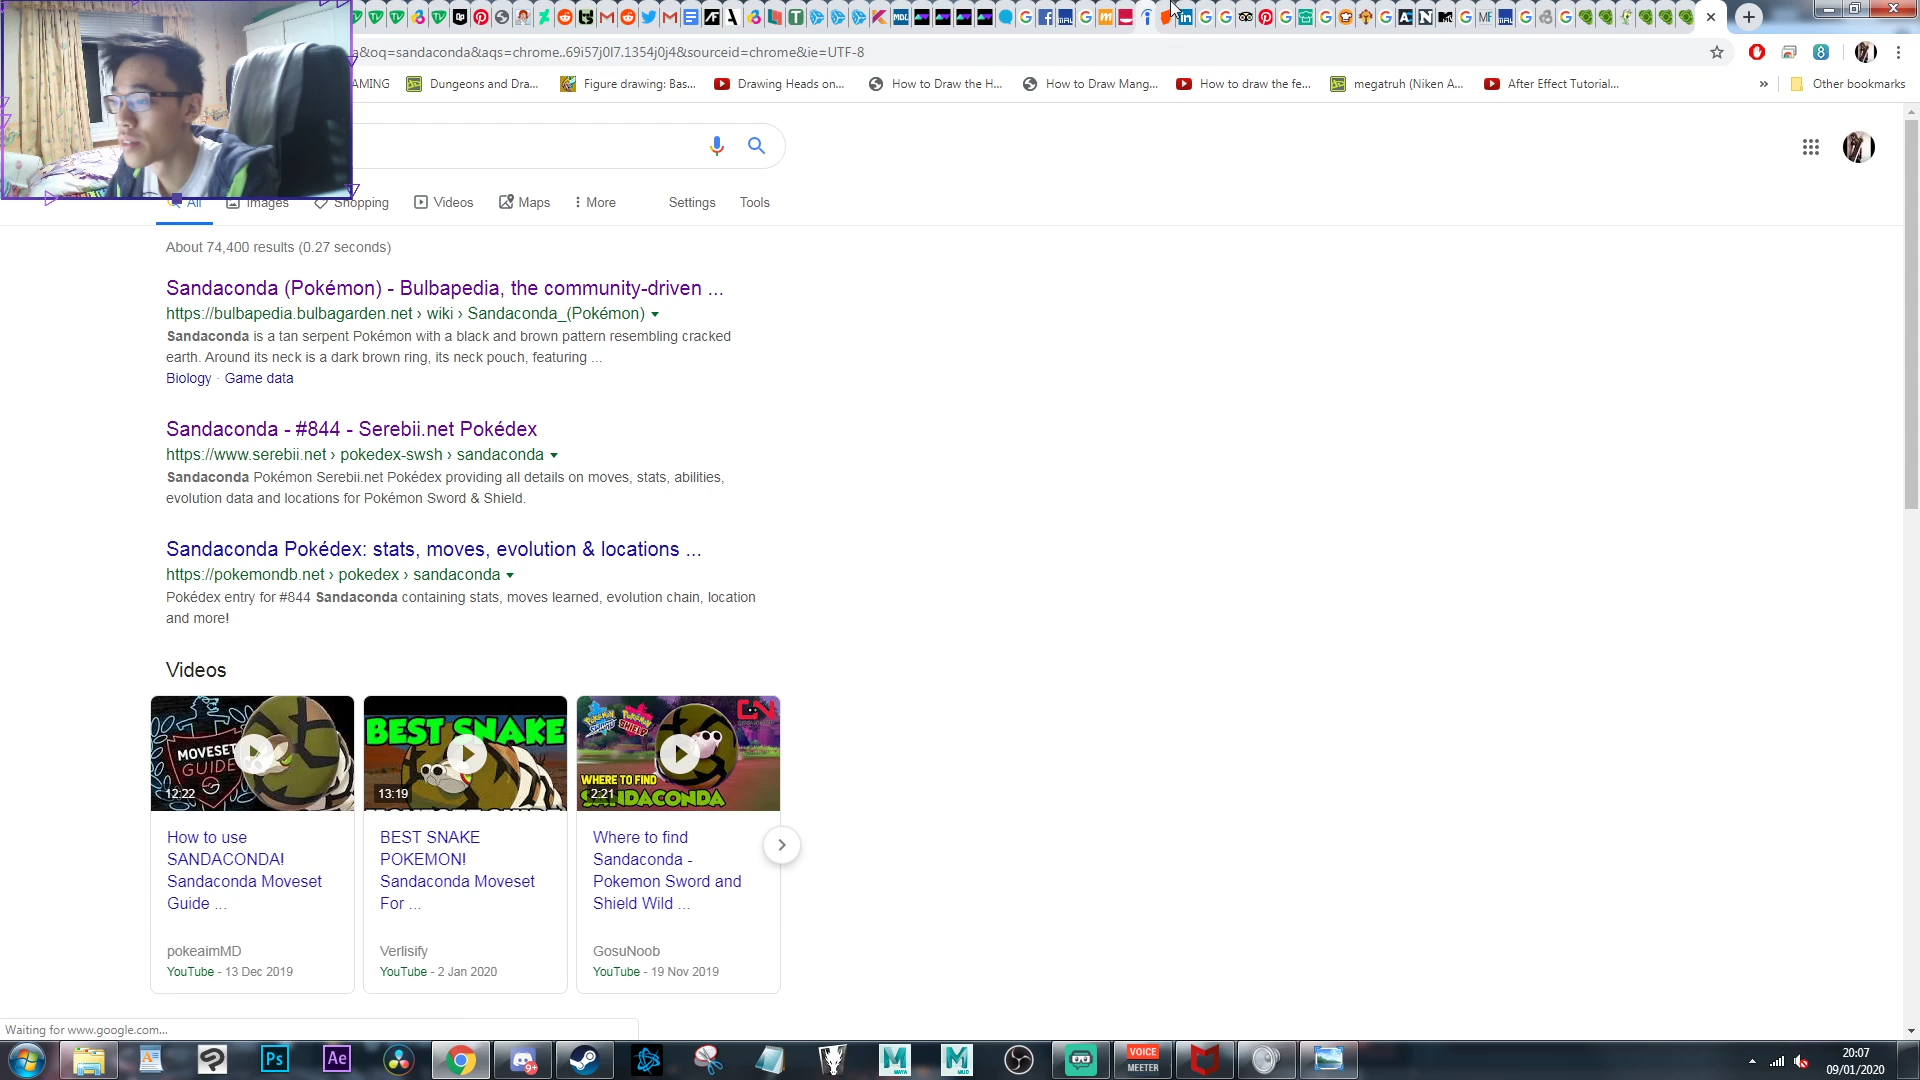 a&oq=sandaconda&aqs=chrome..69i57j0l7.1354j0j4&sourceid=chrome&ie=UTF-8
AMING Dungeons and Dra... Figure drawing: Bas... Drawing Heads on... How to Draw the H... How to Draw Mang... How to draw the fe... megatruh (Niken A... After Effect Tutorial... » Other bookmarks
All Images Shopping Videos Maps More Settings Tools
About 74,400 results (0.27 seconds)
Sandaconda (Pokémon) - Bulbapedia, the community-driven ...
https://bulbapedia.bulbagarden.net › wiki › Sandaconda_(Pokémon)
Sandaconda is a tan serpent Pokémon with a black and brown pattern resembling cracked
earth. Around its neck is a dark brown ring, its neck pouch, featuring ...
Biology · Game data
Sandaconda - #844 - Serebii.net Pokédex
https://www.serebii.net › pokedex-swsh › sandaconda
Sandaconda Pokémon Serebii.net Pokédex providing all details on moves, stats, abilities,
evolution data and locations for Pokémon Sword & Shield.
Sandaconda Pokédex: stats, moves, evolution & locations ...
https://pokemondb.net › pokedex › sandaconda
Pokédex entry for #844 Sandaconda containing stats, moves learned, evolution chain, location
and more!
Videos
MOVESET
GUIDE
12:22
BEST SNAKE
13:19
WHERE TO FIND
SANDACONDA
2:21
How to use
SANDACONDA!
Sandaconda Moveset
Guide ...
pokeaimMD
YouTube - 13 Dec 2019
BEST SNAKE
POKEMON!
Sandaconda Moveset
For ...
Verlisify
YouTube - 2 Jan 2020
Where to find
Sandaconda -
Pokemon Sword and
Shield Wild ...
GosuNoob
YouTube - 19 Nov 2019
Waiting for www.google.com...
Ps Ae 9+ MAYA MUD VOICE MEETER
20:07
09/01/2020